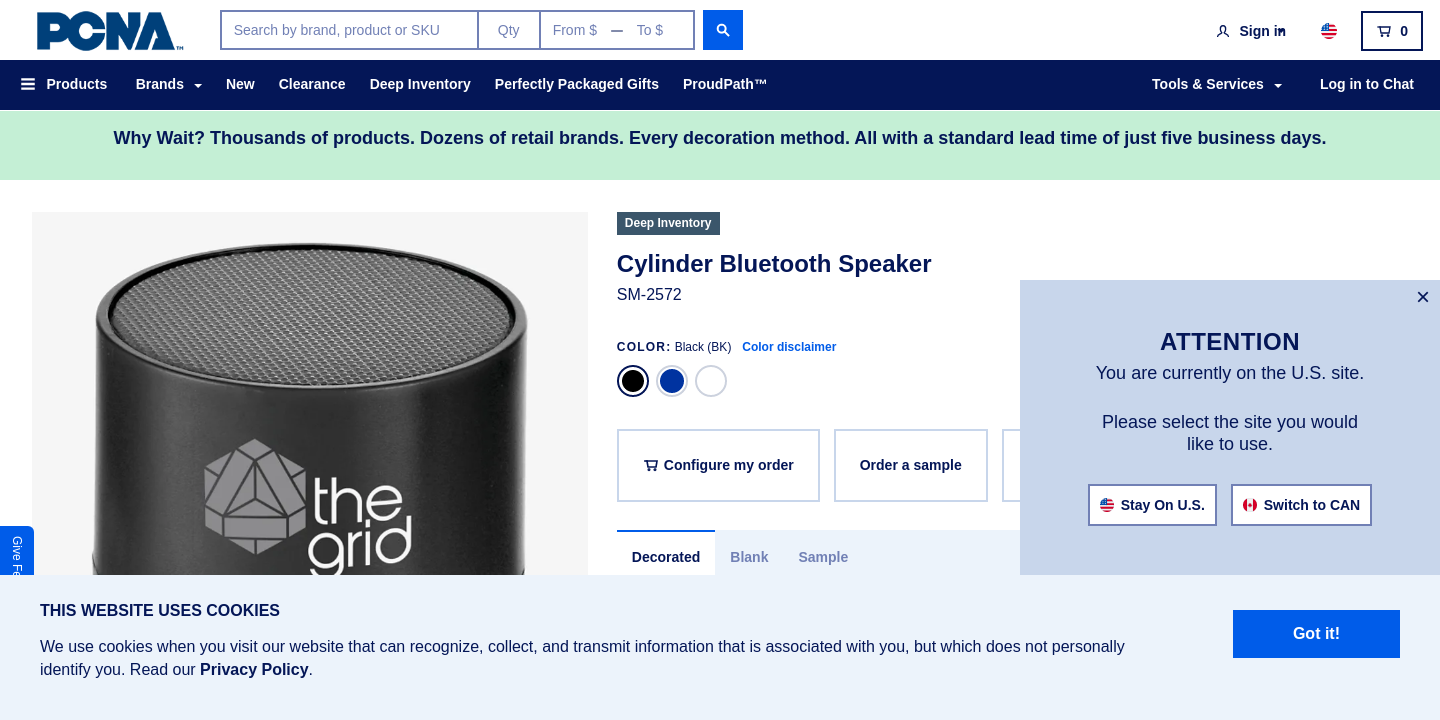 PCNA™
Search by brand, product or SKU
Qty
From $
To $
Sign in
0
Products
Brands
New
Clearance
Deep Inventory
Perfectly Packaged Gifts
ProudPath™
Tools & Services
Log in to Chat
Why Wait? Thousands of products. Dozens of retail brands. Every decoration method. All with a standard lead time of just five business days.
the
grid
Deep Inventory
Cylinder Bluetooth Speaker
SM-2572
COLOR: Black (BK) Color disclaimer
Configure my order
Order a sample
Decorated
Blank
Sample
ATTENTION
You are currently on the U.S. site.
Please select the site you would
like to use.
Stay On U.S.
Switch to CAN
Give
THIS WEBSITE USES COOKIES
We use cookies when you visit our website that can recognize, collect, and transmit information that is associated with you, but which does not personally
identify you. Read our Privacy Policy.
Got it!